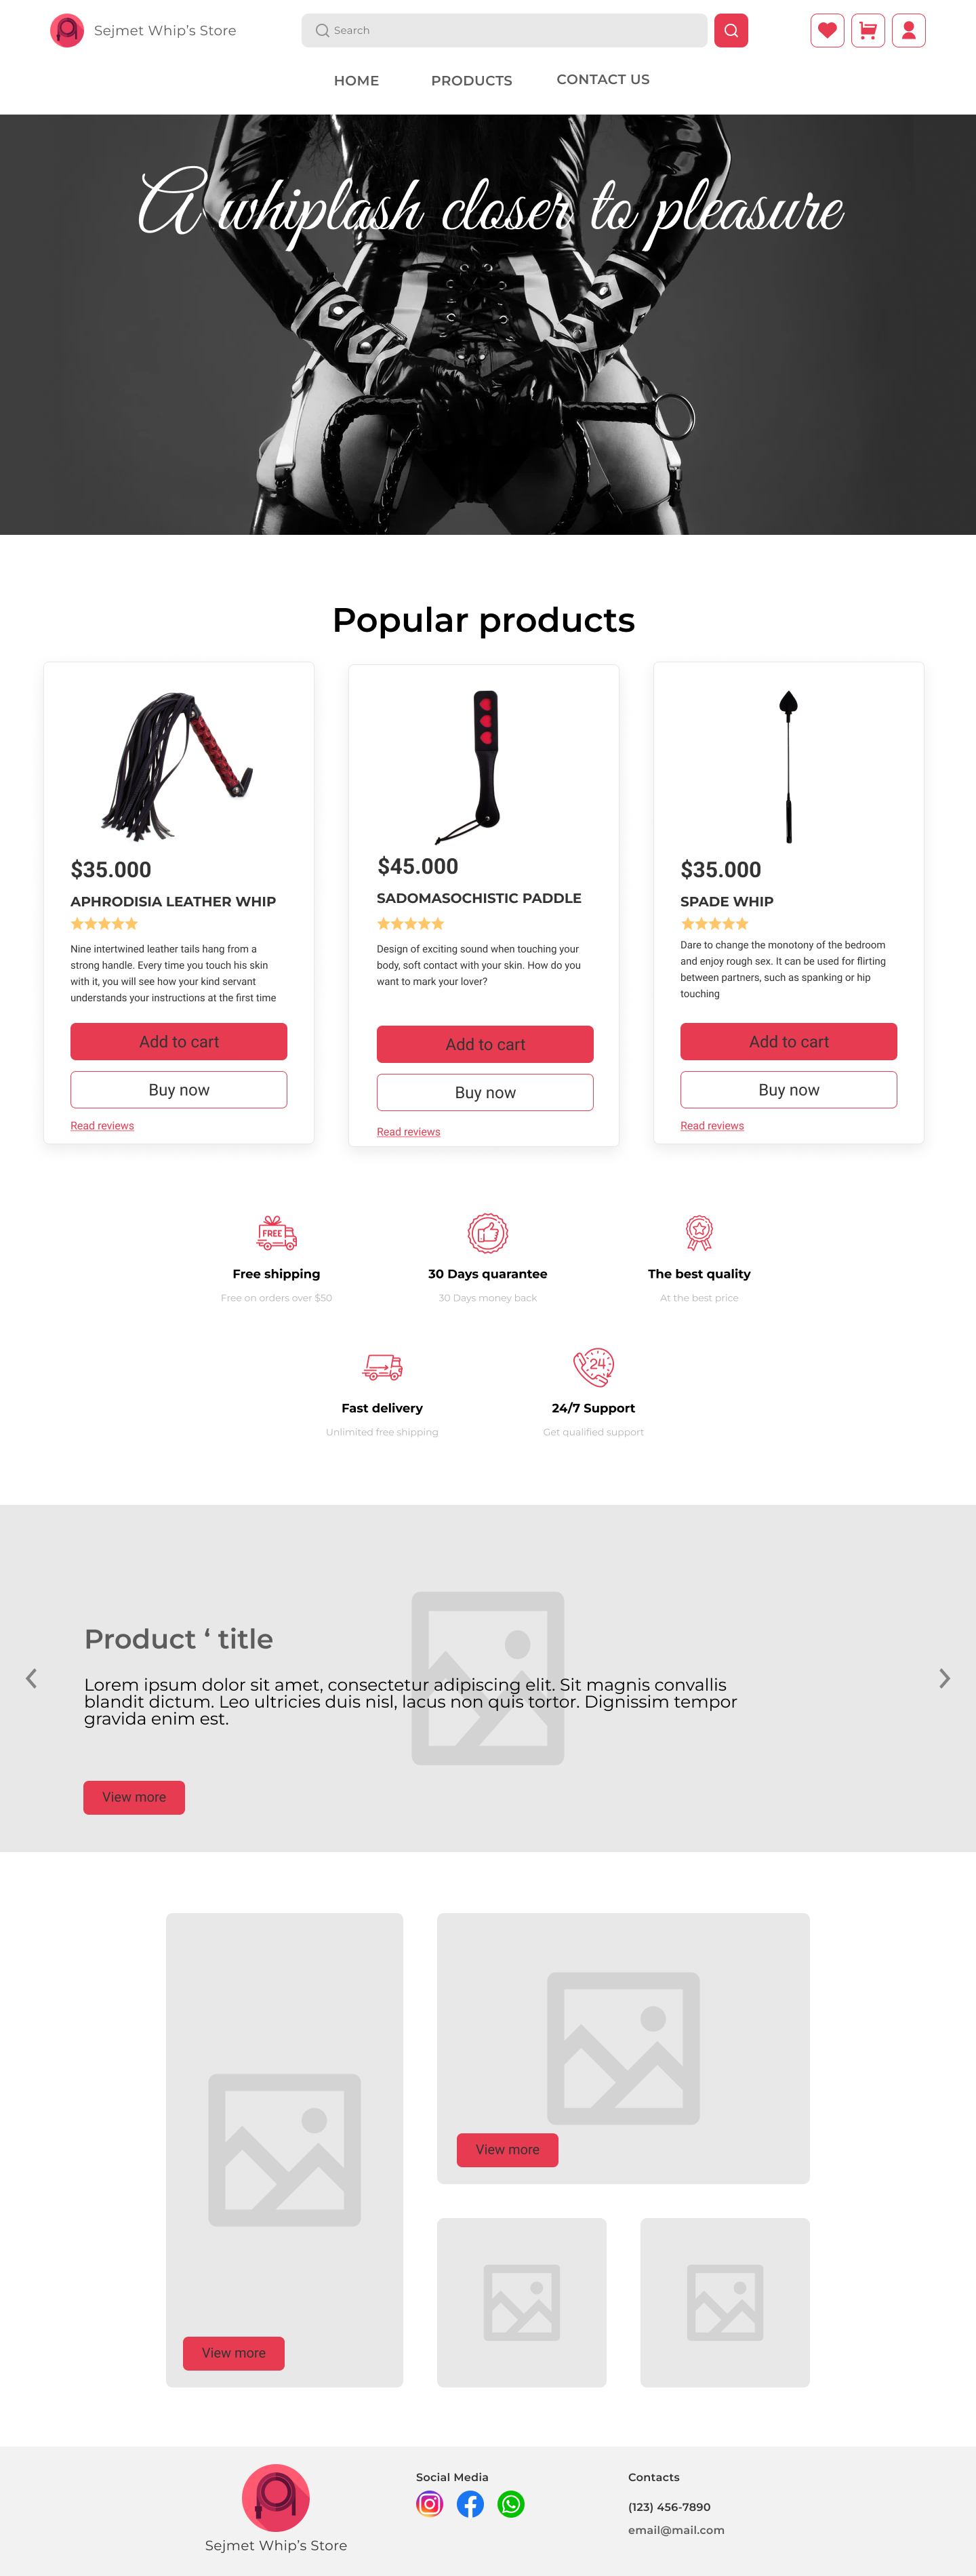 Sejmet Whip's Store
Search
HOME PRODUCTS CONTACT US
A whiplash closer to pleasure
Popular products
$35.000
APHRODISIA LEATHER WHIP
Nine intertwined leather tails hang from a
strong handle. Every time you touch his skin
with it, you will see how your kind servant
understands your instructions at the first time
Add to cart
Buy now
Read reviews
$45.000
SADOMASOCHISTIC PADDLE
Design of exciting sound when touching your
body, soft contact with your skin. How do you
want to mark your lover?
Add to cart
Buy now
Read reviews
$35.000
SPADE WHIP
Dare to change the monotony of the bedroom
and enjoy rough sex. It can be used for flirting
between partners, such as spanking or hip
touching
Add to cart
Buy now
Read reviews
FREE
Free shipping
Free on orders over $50
30 Days quarantee
30 Days money back
The best quality
At the best price
Fast delivery
Unlimited free shipping
24
24/7 Support
Get qualified support
Product ‘ title
Lorem ipsum dolor sit amet, consectetur adipiscing elit. Sit magnis convallis
blandit dictum. Leo ultricies duis nisl, lacus non quis tortor. Dignissim tempor
gravida enim est.
View more
View more
View more
Sejmet Whip's Store
Social Media
Contacts
(123) 456-7890
email@mail.com